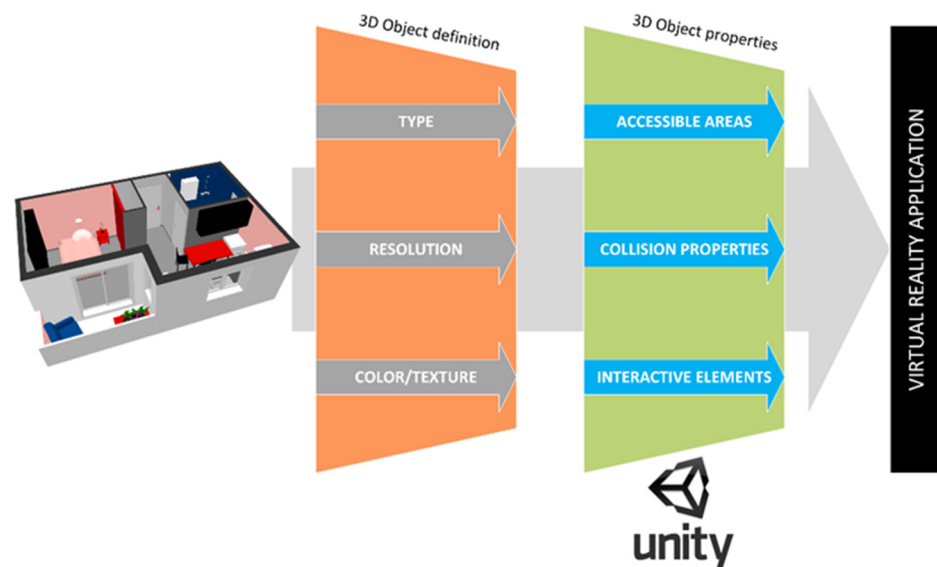 3D Object definition
3D Object properties
TYPE
RESOLUTION
COLOR/TEXTURE
ACCESSIBLE AREAS
COLLISION PROPERTIES
INTERACTIVE ELEMENTS
VIRTUAL REALITY APPLICATION
unity